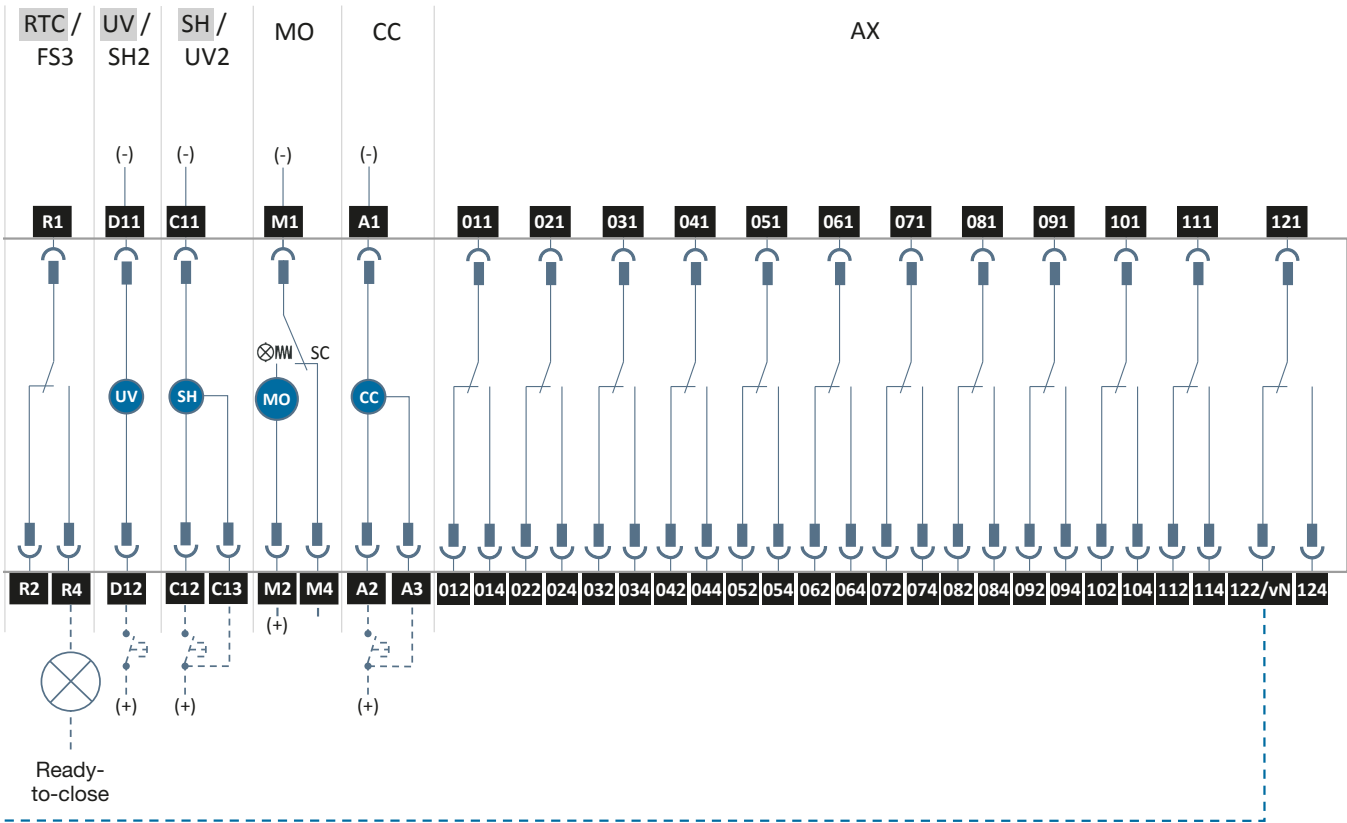 RTC / UV / SH / MO CC AX
FS3 SH2 UV2
(-) (-) (-) (-)
R1 D11 C11 M1 A1 011 021 031 041 051 061 071 081 091 101 111 121
SC
UV SH MO CC
R2 R4 D12 C12 C13 M2 M4 A2 A3 012 014 022 024 032 034 042 044 052 054 062 064 072 074 082 084 092 094 102 104 112 114 122/vN 124
(+)
(+) (+) (+)
Ready-
to-close